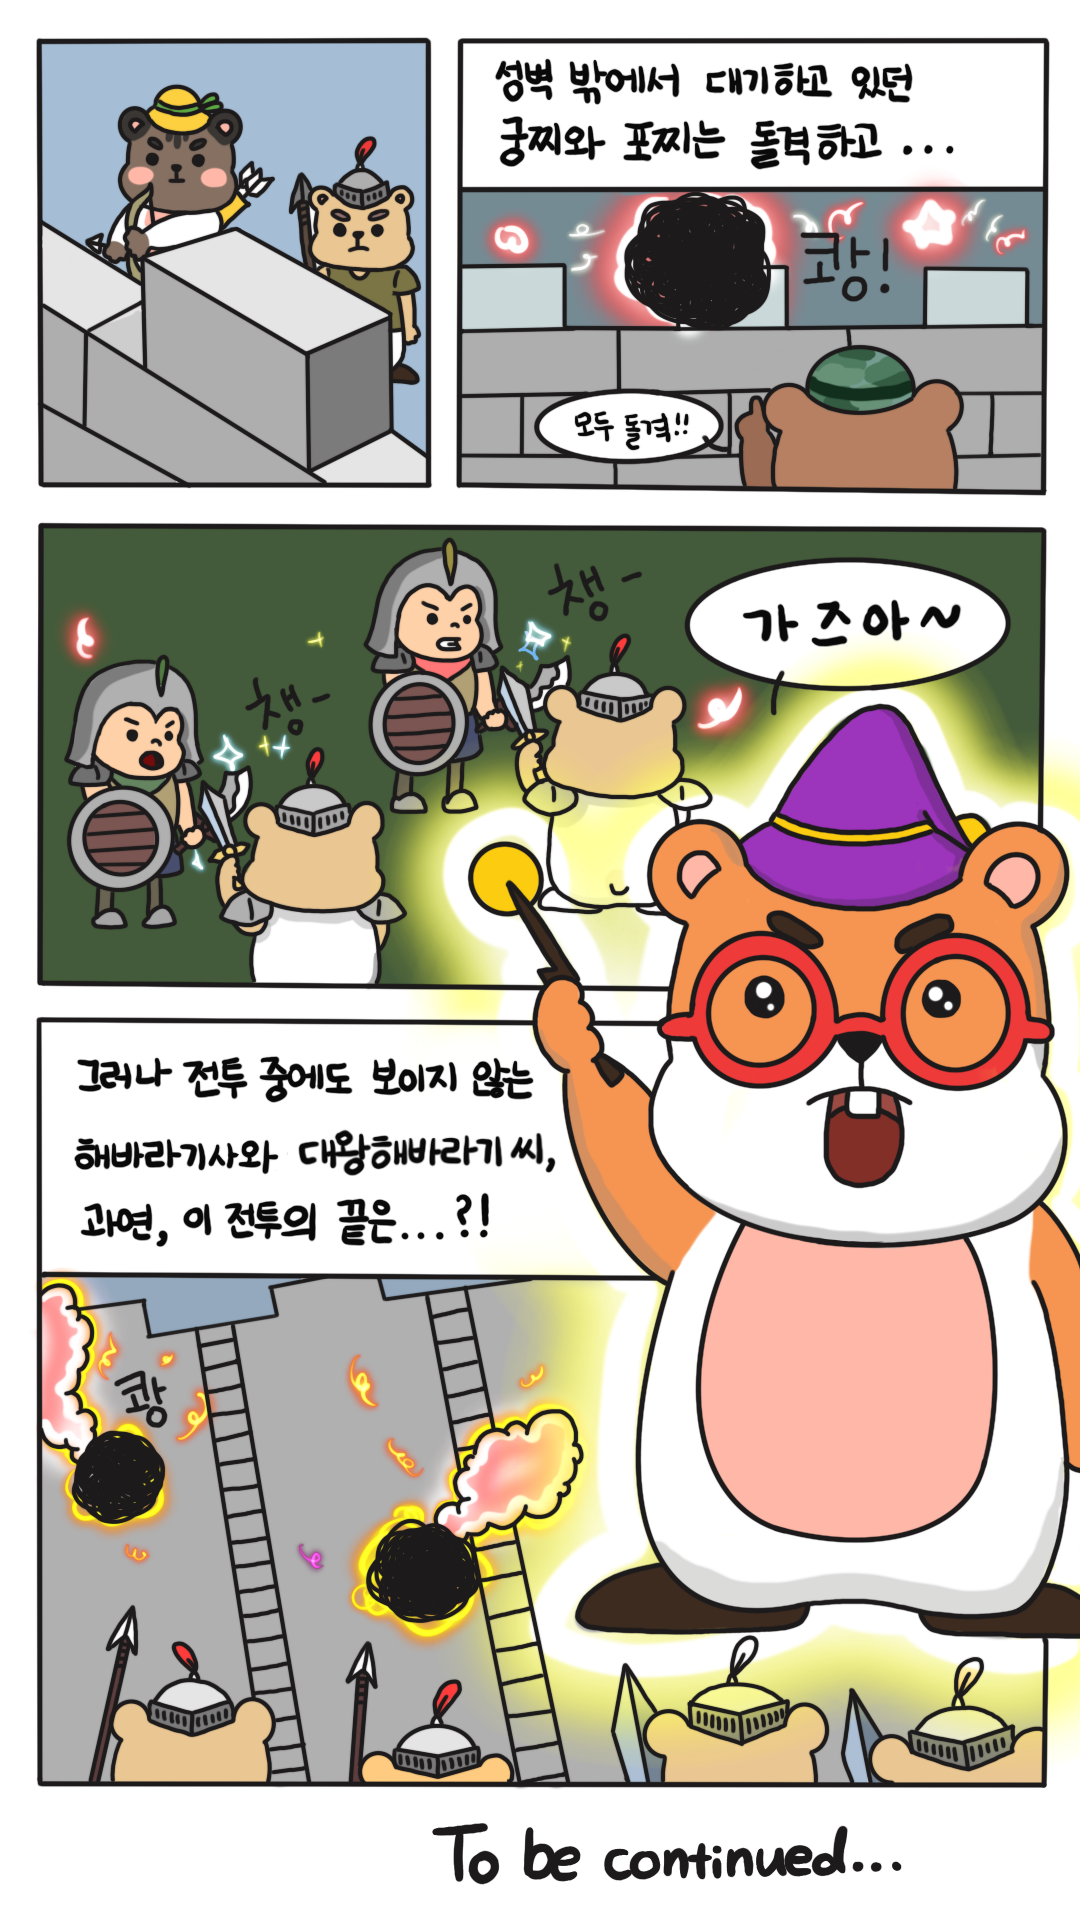 성벽 밖에서 대기하고 있던
궁찌와 포찌는 돌격하고...
쾅!
모두 돌격!!
챙-
챙-
가즈아~
그러나 전투 중에도 보이지 않는
해바라기사와 대왕해바라기씨,
과연, 이 전투의 끝은...?!
쾅
To be continued...